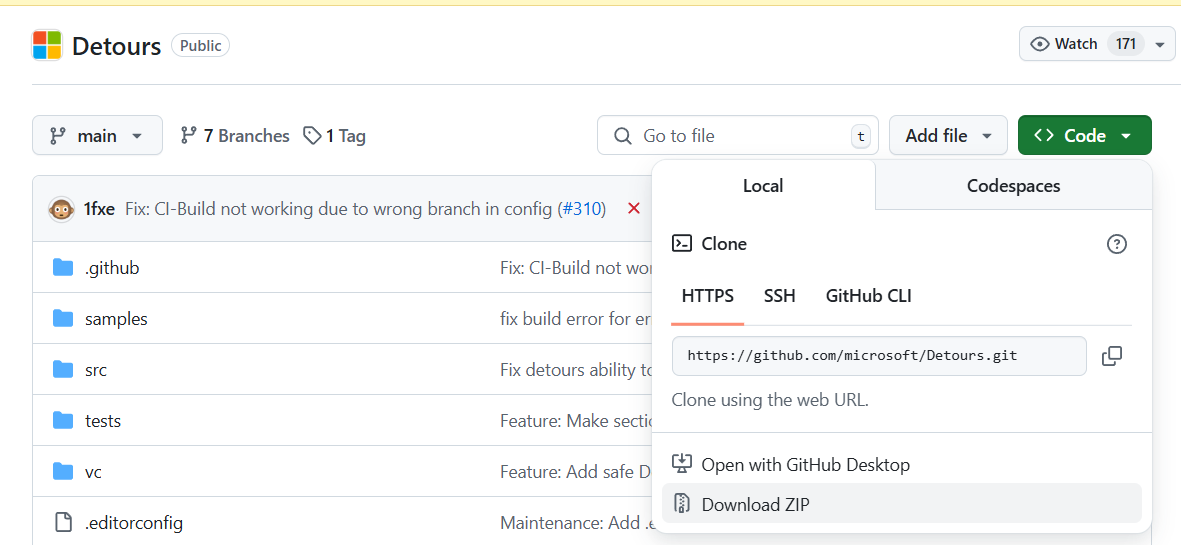 Detours Public Watch 171
main 7 Branches 1 Tag Go to file t Add file <> Code
Local Codespaces
1fxe Fix: CI-Build not working due to wrong branch in config (#310)
Clone
.github Fix: CI-Build not wor
HTTPS SSH GitHub CLI
samples fix build error for er
https://github.com/microsoft/Detours.git
src Fix detours ability to
Clone using the web URL.
tests Feature: Make sectio
Open with GitHub Desktop
vc Feature: Add safe D
Download ZIP
.editorconfig Maintenance: Add .e